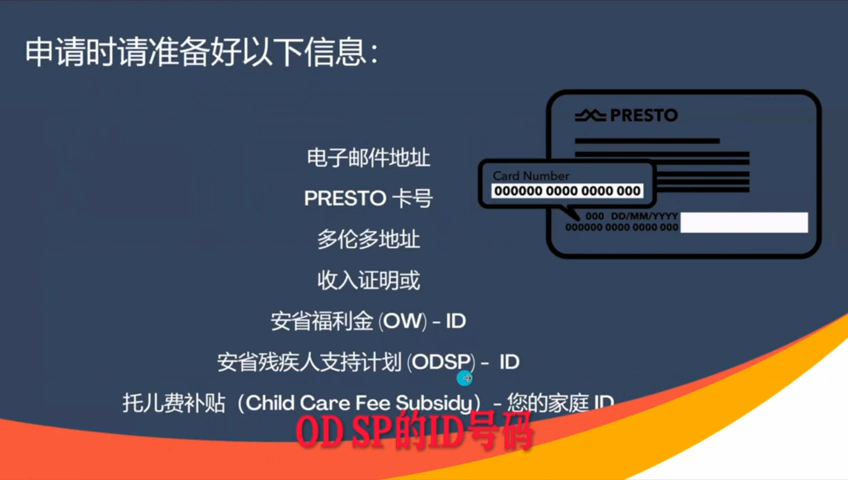 申请时请准备好以下信息：
PRESTO
电子邮件地址
Card Number
000000 0000 0000 000
PRESTO 卡号
000 DD/MM/YYYY
000000 0000 0000 000
多伦多地址
收入证明或
安省福利金 (OW) - ID
安省残疾人支持计划 (ODSP) - ID
托儿费补贴（Child Care Fee Subsidy）- 您的家庭 ID
OD SP的ID号码